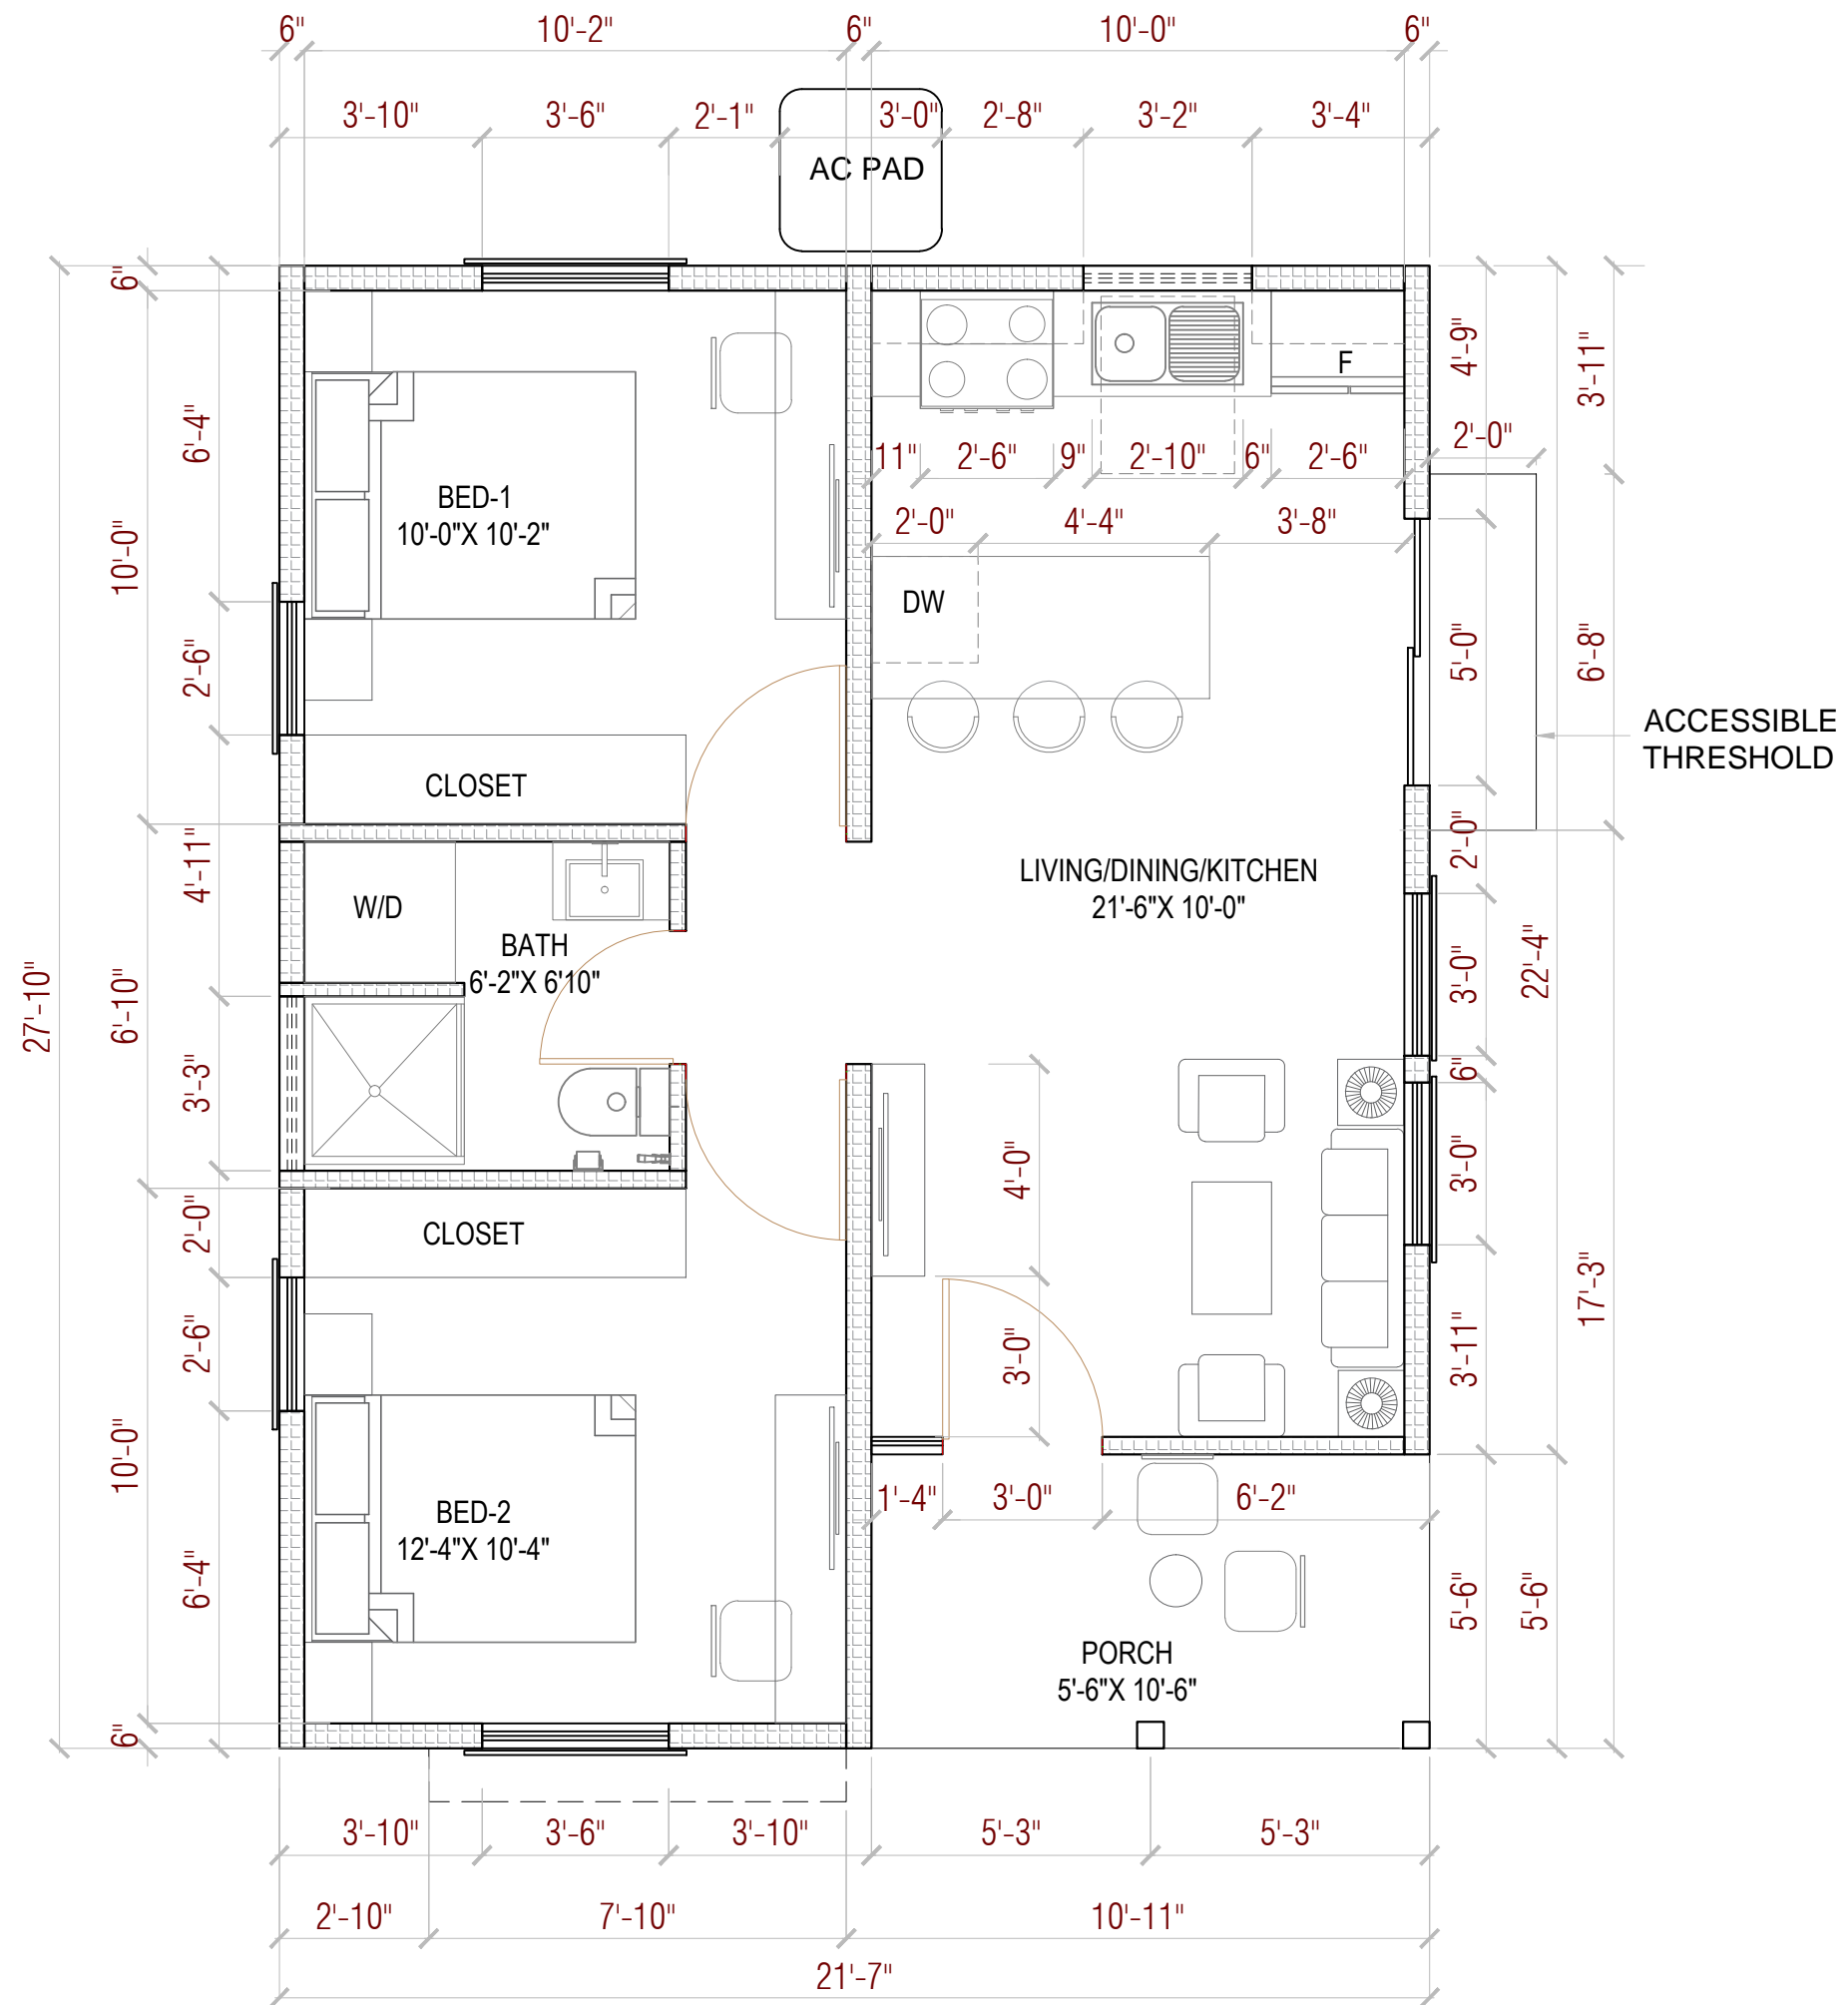 6" 10'-2" 6" 10'-0" 6"
3'-10" 3'-6" 2'-1" 3'-0" 2'-8" 3'-2" 3'-4"
AC PAD
6"
4'-9"
3'-11"
F
6'-4"
2'-0"
11" 2'-6" 9" 2'-10" 6" 2'-6"
BED-1
10'-0"X 10'-2"
2'-0" 4'-4" 3'-8"
10'-0"
DW
2'-6"
5'-0"
6'-8"
ACCESSIBLE
THRESHOLD
CLOSET
4'-11"
2'-0"
LIVING/DINING/KITCHEN
21'-6"X 10'-0"
W/D
BATH
6'-2"X 6'10"
27'-10"
6'-10"
3'-0"
22'-4"
6"
3'-3"
4'-0"
3'-0"
2'-0"
CLOSET
17'-3"
2'-6"
3'-0"
3'-11"
10'-0"
1'-4" 3'-0" 6'-2"
BED-2
12'-4"X 10'-4"
6'-4"
5'-6"
5'-6"
PORCH
5'-6"X 10'-6"
6"
3'-10" 3'-6" 3'-10" 5'-3" 5'-3"
2'-10" 7'-10" 10'-11"
21'-7"